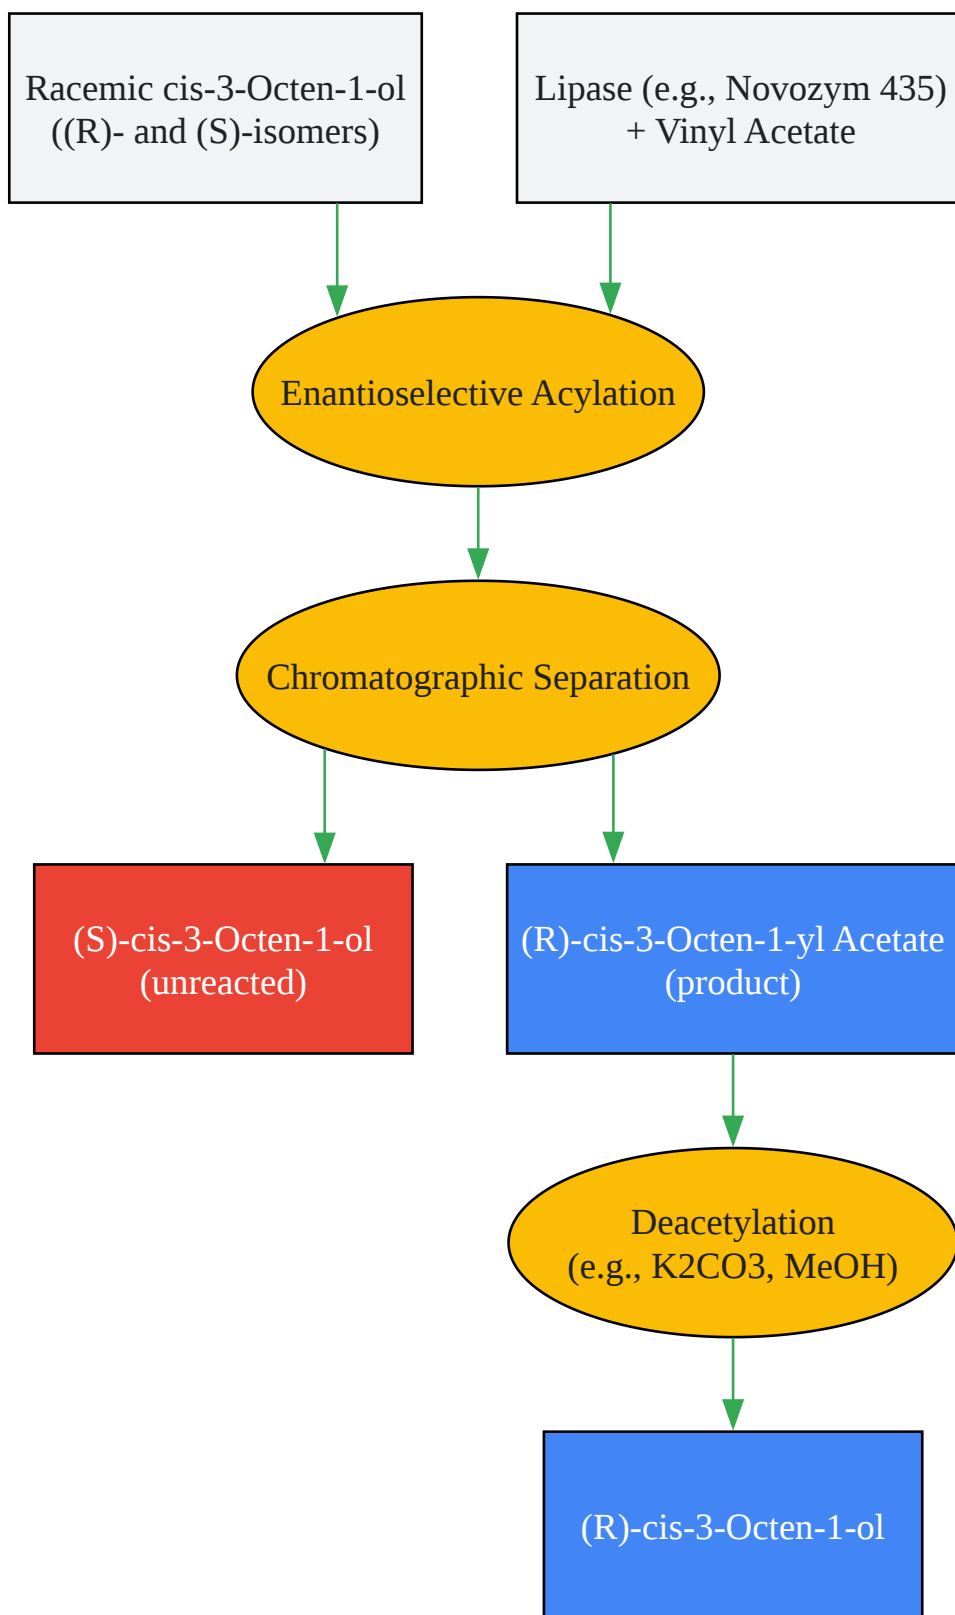 Racemic cis-3-Octen-1-ol
((R)- and (S)-isomers)
Lipase (e.g., Novozym 435)
+ Vinyl Acetate
Enantioselective Acylation
Chromatographic Separation
(S)-cis-3-Octen-1-ol
(unreacted)
(R)-cis-3-Octen-1-yl Acetate
(product)
Deacetylation
(e.g., K2CO3, MeOH)
(R)-cis-3-Octen-1-ol